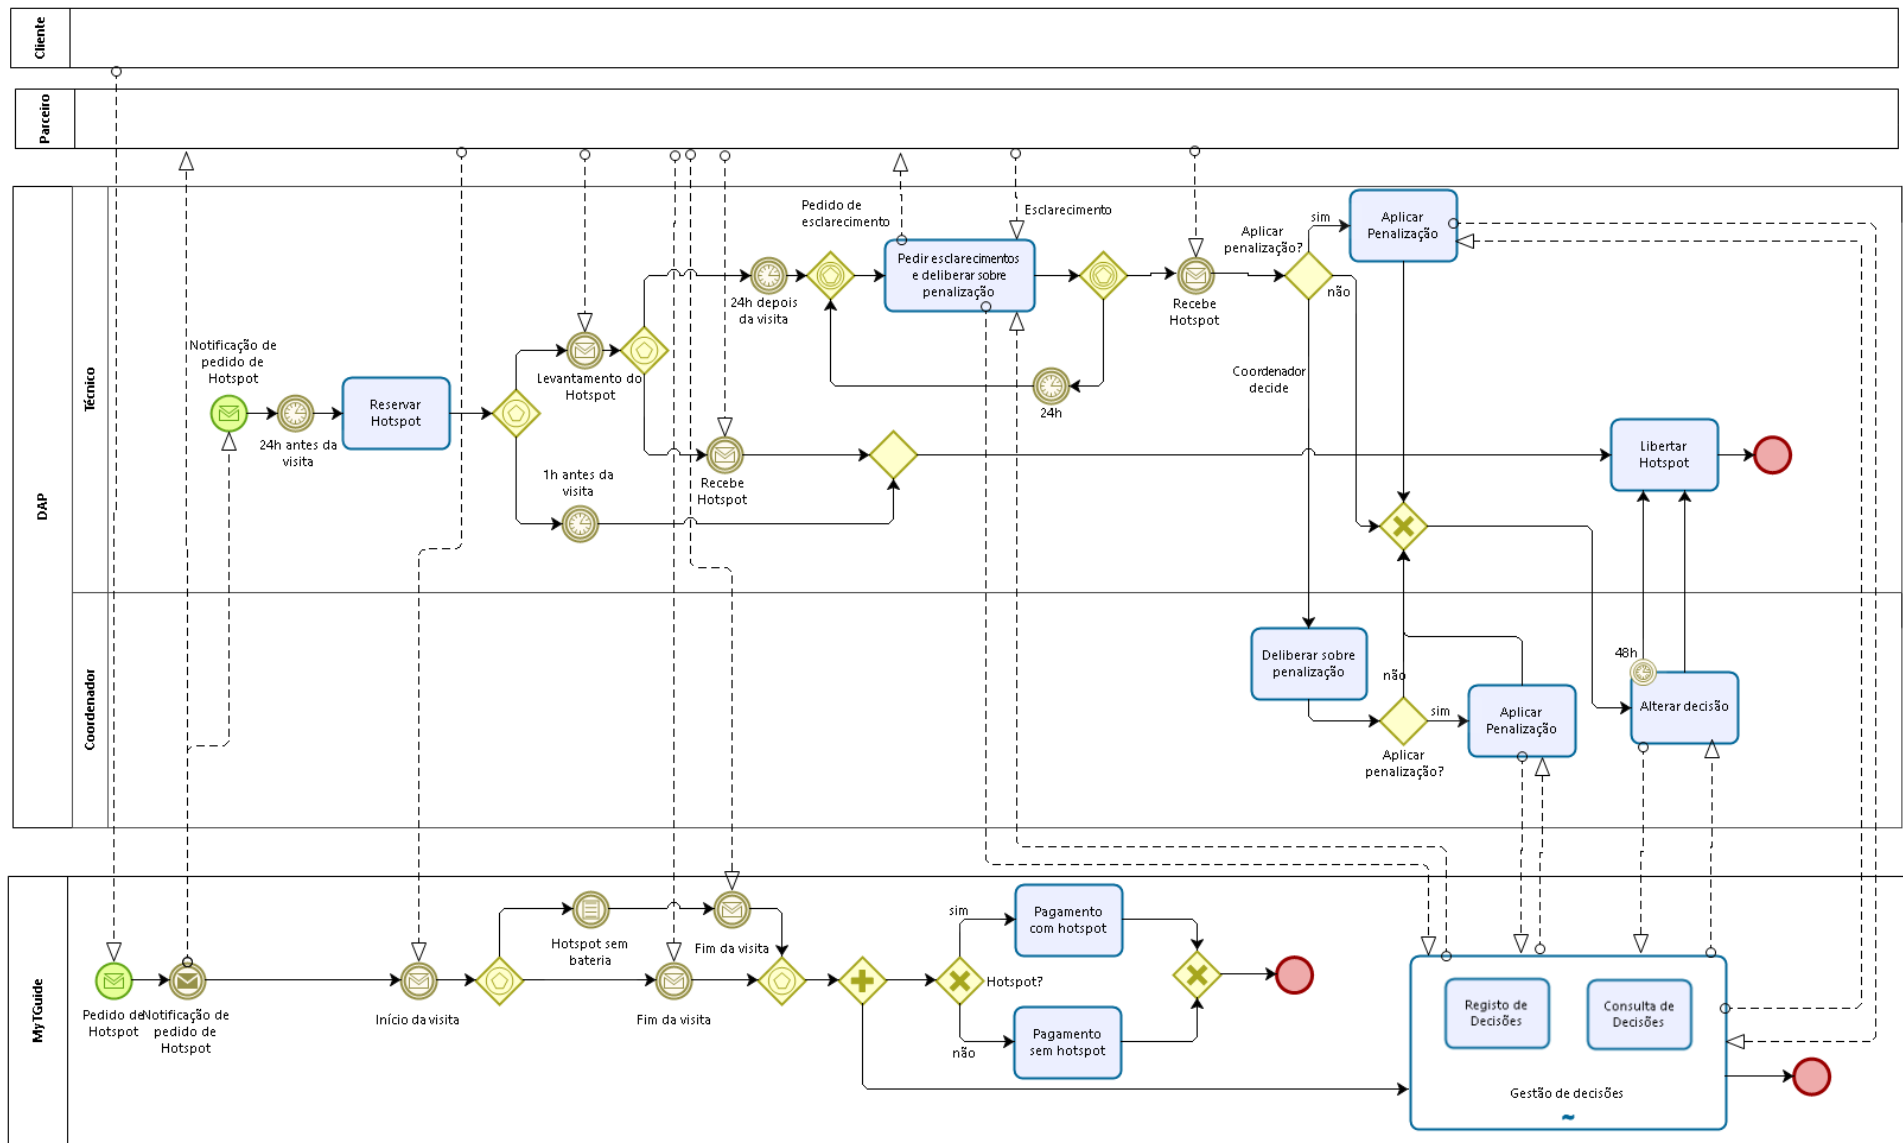 Cliente
Parceiro
DAP
Técnico
Notificação de
pedido de
Hotspot
24h antes da
visita
Reservar
Hotspot
Levantamento do
Hotspot
1h antes da
visita
24h depois
da visita
Recebe
Hotspot
Pedido de
esclarecimento
Pedir esclarecimentos
e deliberar sobre
penalização
Esclarecimento
24h
Recebe
Hotspot
Aplicar
penalização?
sim
não
Coordenador
decide
Aplicar
Penalização
Libertar
Hotspot
Coordenador
Deliberar sobre
penalização
não
sim
Aplicar
penalização?
Aplicar
Penalização
48h
Alterar decisão
MyTGuide
Pedido de
Hotspot
Notificação de
pedido de
Hotspot
Início da visita
Hotspot sem
bateria
Fim da visita
Fim da visita
sim
Hotspot?
não
Pagamento
com hotspot
Pagamento
sem hotspot
Registo de
Decisões
Consulta de
Decisões
Gestão de decisões